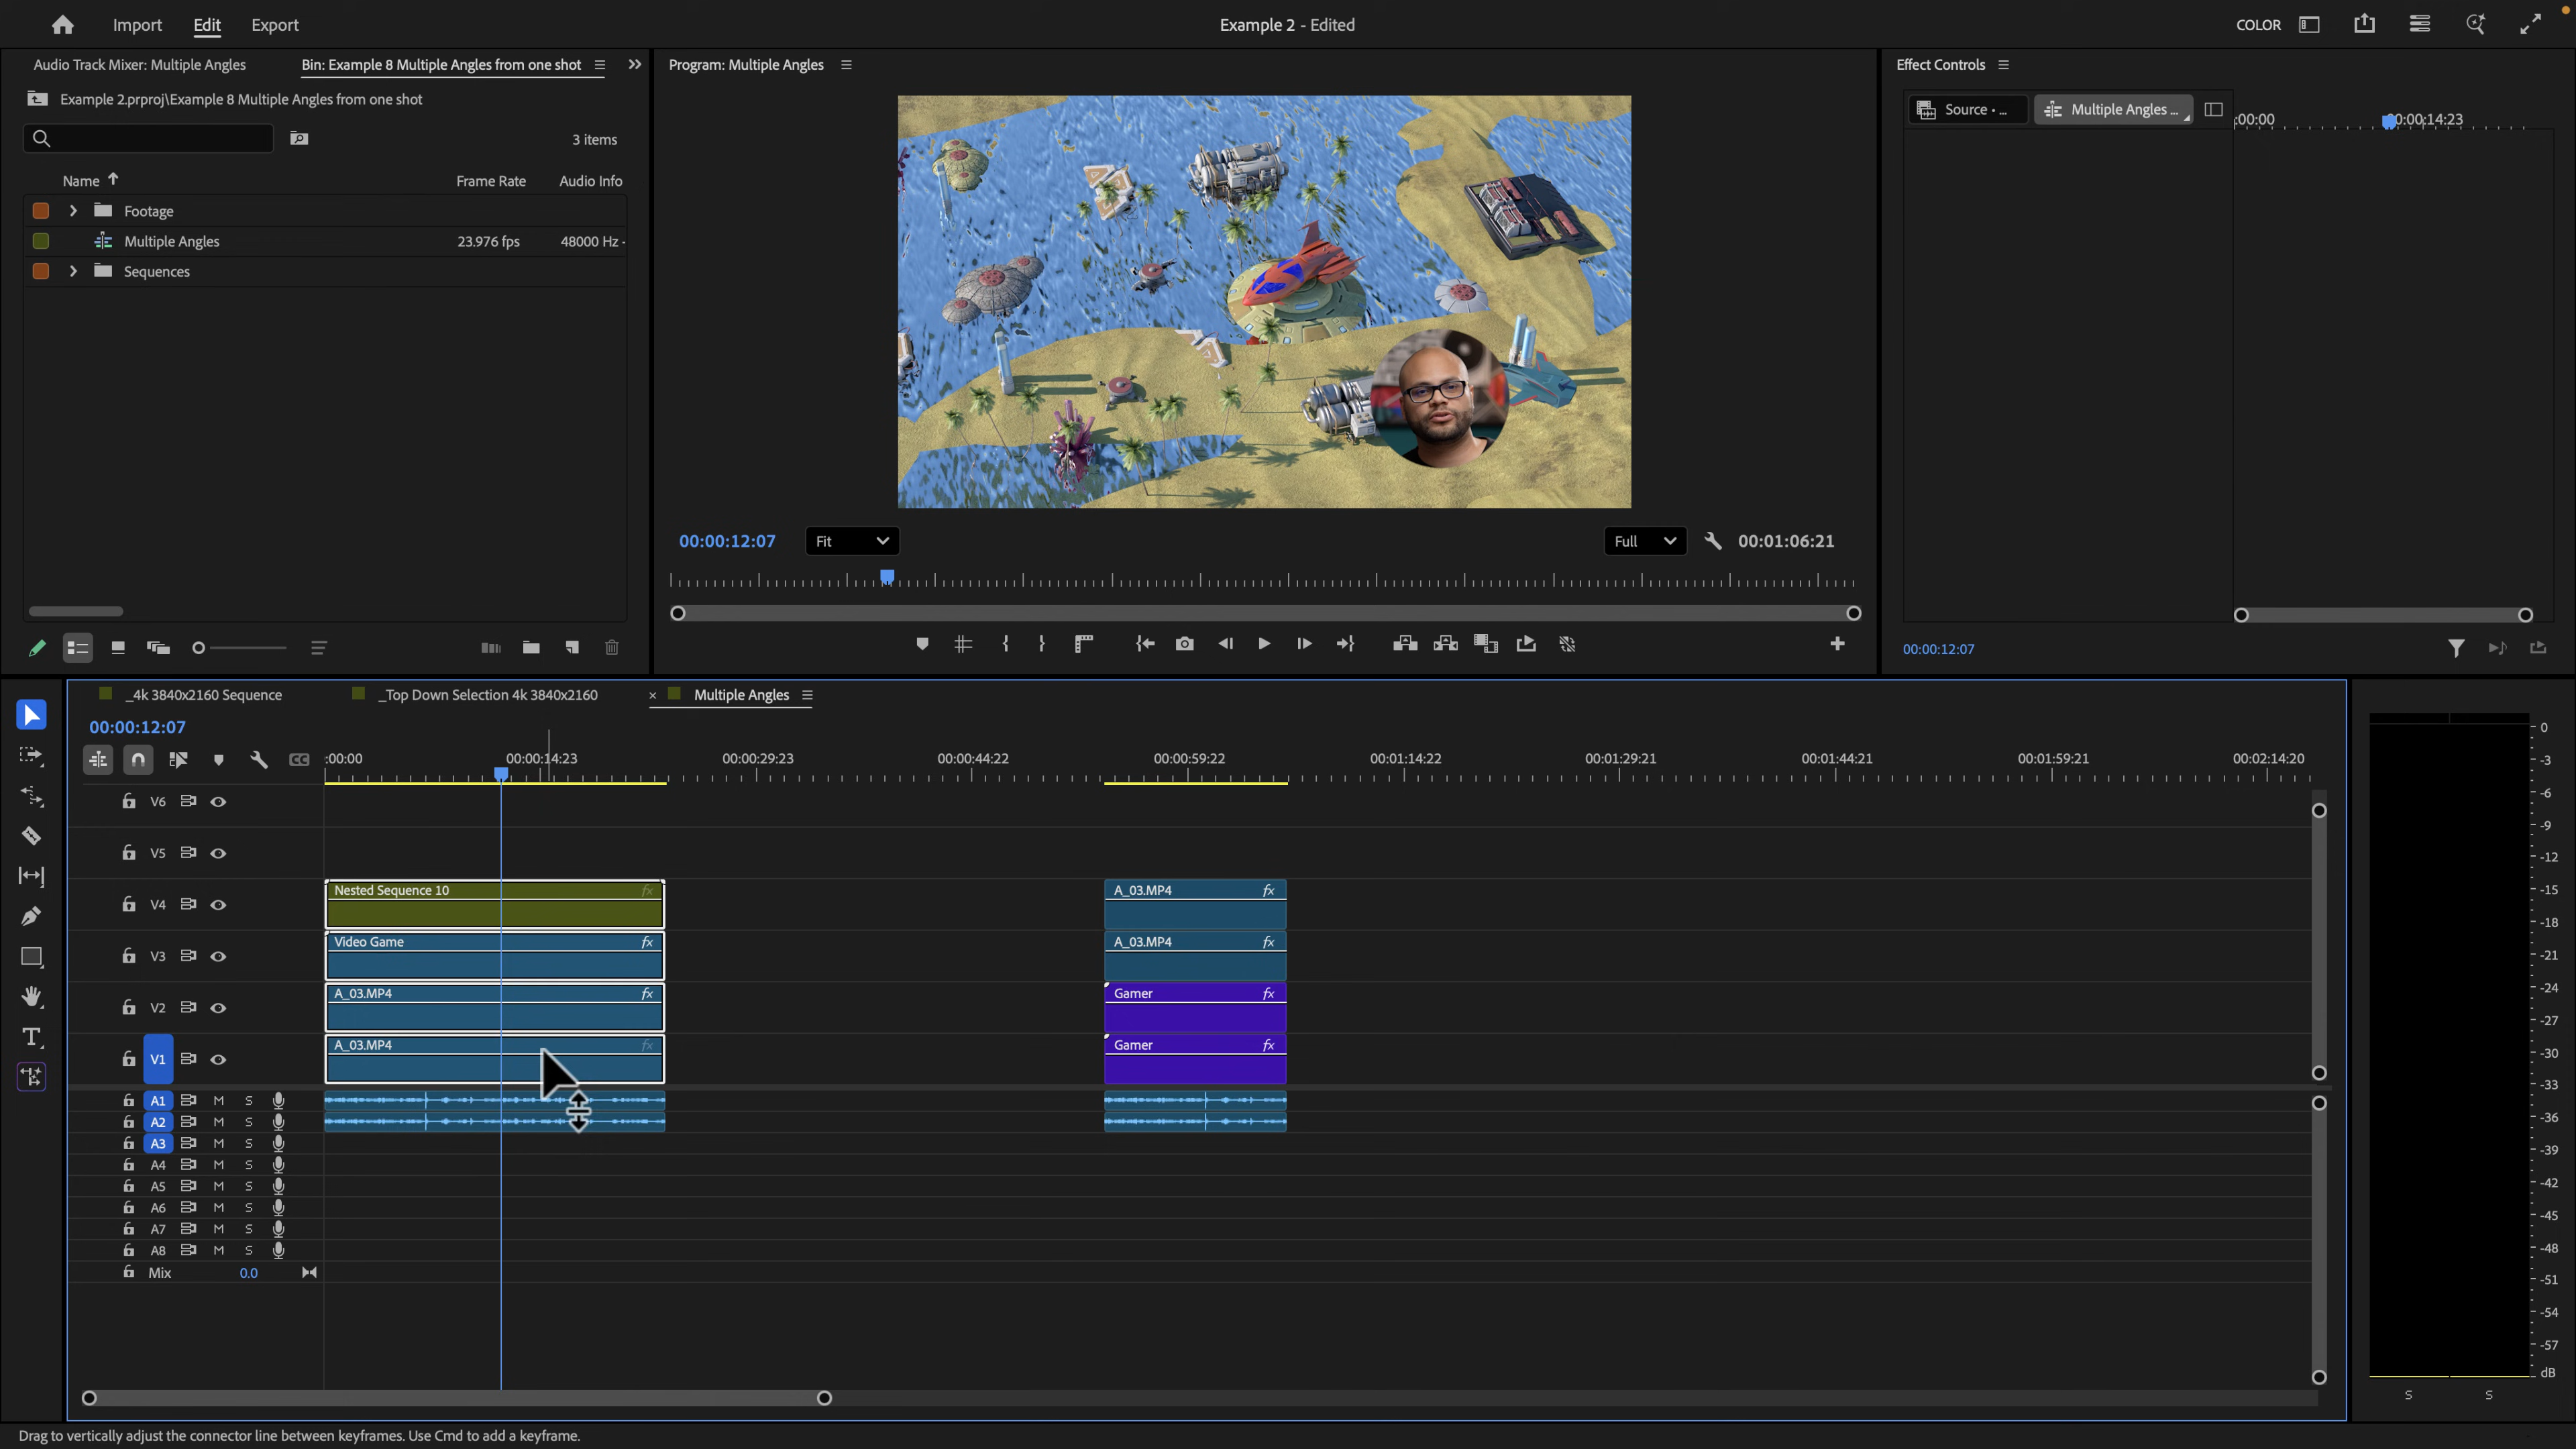 Import Edit Export
Example 2 - Edited
COLOR
Audio Track Mixer: Multiple Angles
Bin: Example 8 Multiple Angles from one shot
Program: Multiple Angles
Effect Controls
Example 2.prproj\Example 8 Multiple Angles from one shot
Source • ...
Multiple Angles ...
:00:00
00:00:14:23
3 items
Name Frame Rate Audio Info
Footage
Multiple Angles 23.976 fps 48000 Hz -
Sequences
00:00:12:07 Fit Full 00:01:06:21
00:00:12:07
_4k 3840x2160 Sequence
_Top Down Selection 4k 3840x2160
× Multiple Angles
00:00:12:07
CC
:00:00 00:00:14:23 00:00:29:23 00:00:44:22 00:00:59:22 00:01:14:22 00:01:29:21 00:01:44:21 00:01:59:21 00:02:14:20
V6
V5
V4 Nested Sequence 10 fx A_03.MP4 fx
V3 Video Game fx A_03.MP4 fx
V2 A_03.MP4 fx Gamer fx
V1 A_03.MP4 fx Gamer fx
A1 M S
A2 M S
A3 M S
A4 M S
A5 M S
A6 M S
A7 M S
A8 M S
Mix 0.0
0
-3
-6
-9
-12
-15
-18
-21
-24
-27
-30
-33
-36
-39
-42
-45
-48
-51
-54
-57
dB
S S
Drag to vertically adjust the connector line between keyframes. Use Cmd to add a keyframe.